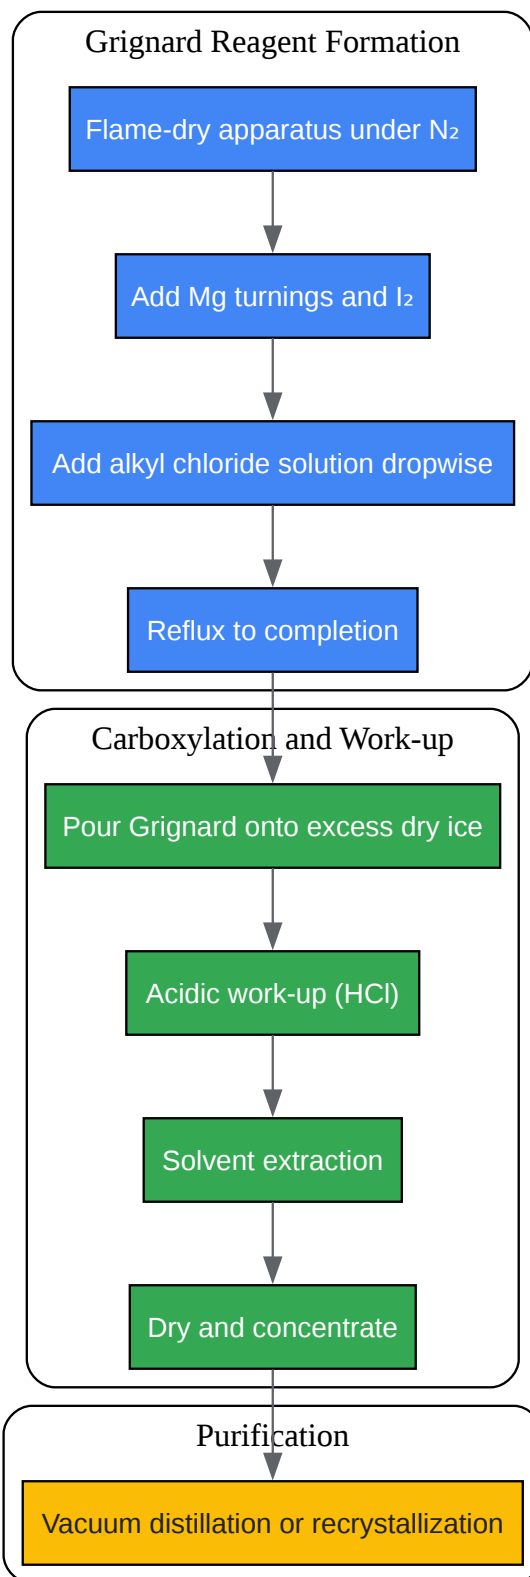 Grignard Reagent Formation
Flame-dry apparatus under N₂
Add Mg turnings and I₂
Add alkyl chloride solution dropwise
Reflux to completion
Carboxylation and Work-up
Pour Grignard onto excess dry ice
Acidic work-up (HCl)
Solvent extraction
Dry and concentrate
Purification
Vacuum distillation or recrystallization